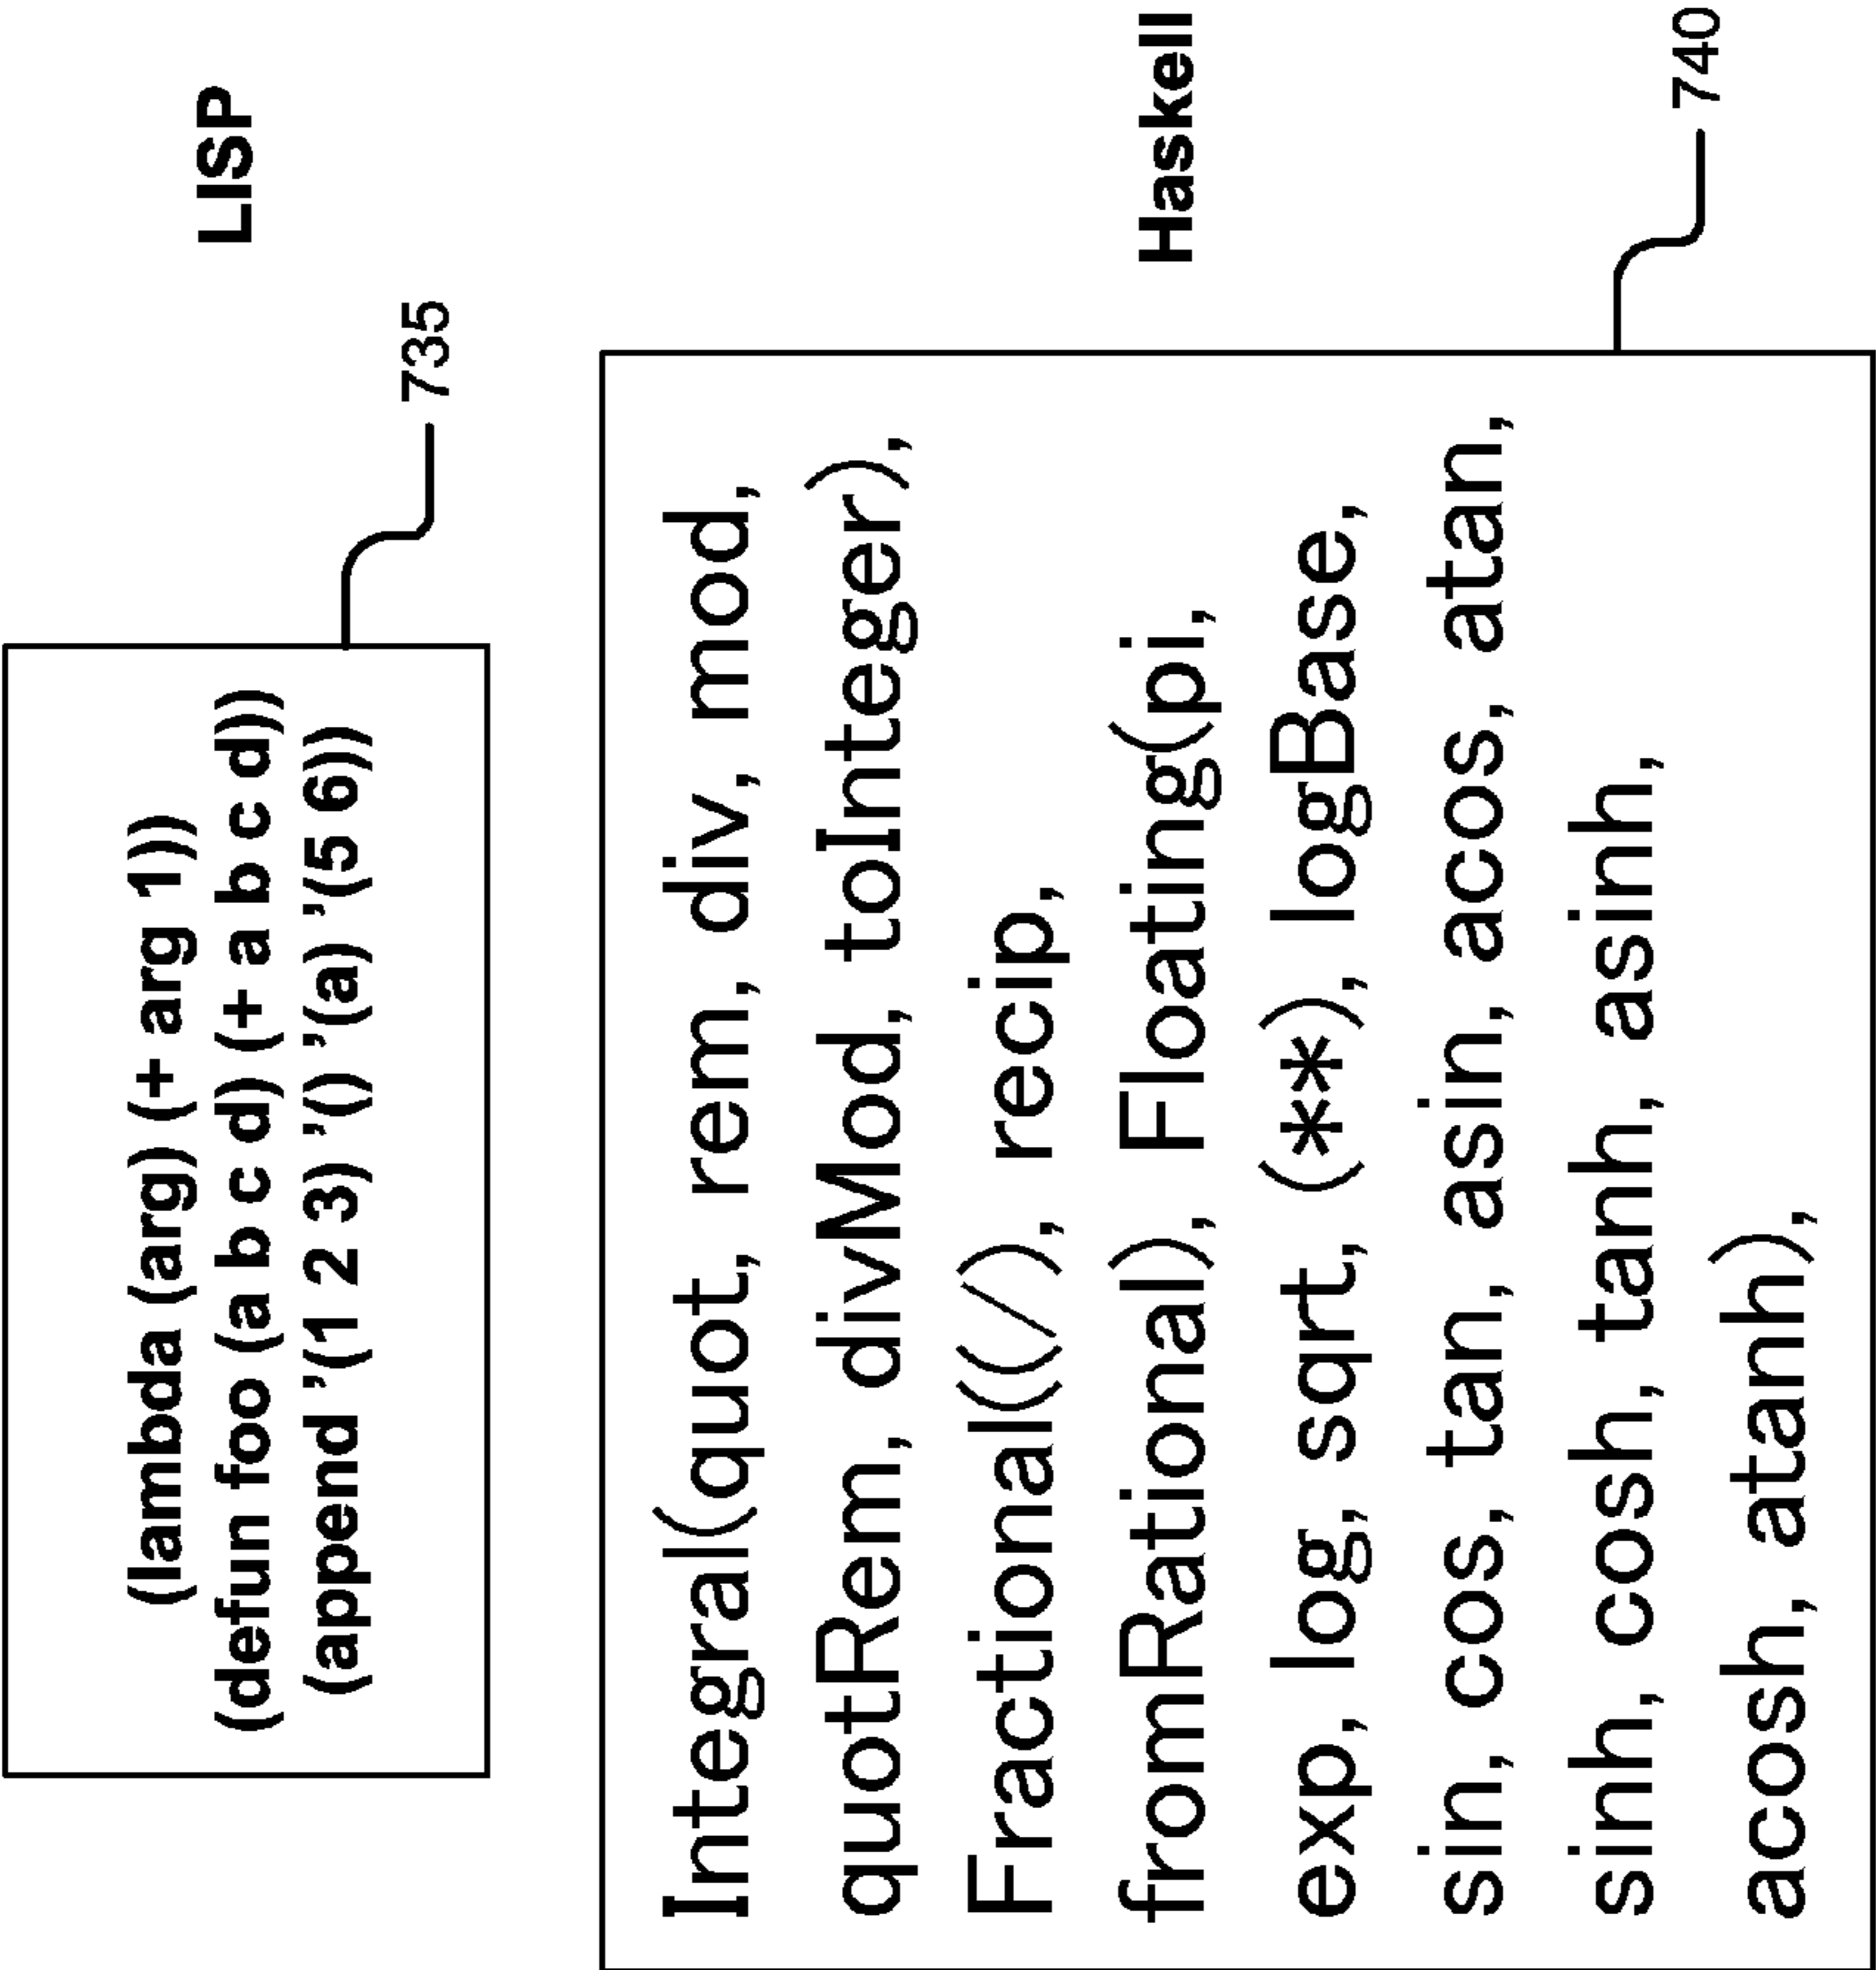 LISP
(lambda (arg) (+ arg 1))
(defun foo (a b c d) (+ a b c d))
(append '(1 2 3) '() '(a) '(5 6))
735
Haskell
Integral(quot, rem, div, mod,
quotRem, divMod, toInteger),
Fractional((/), recip,
fromRational), Floating(pi,
exp, log, sqrt, (**), logBase,
sin, cos, tan, asin, acos, atan,
sinh, cosh, tanh, asinh,
acosh, atanh),
740